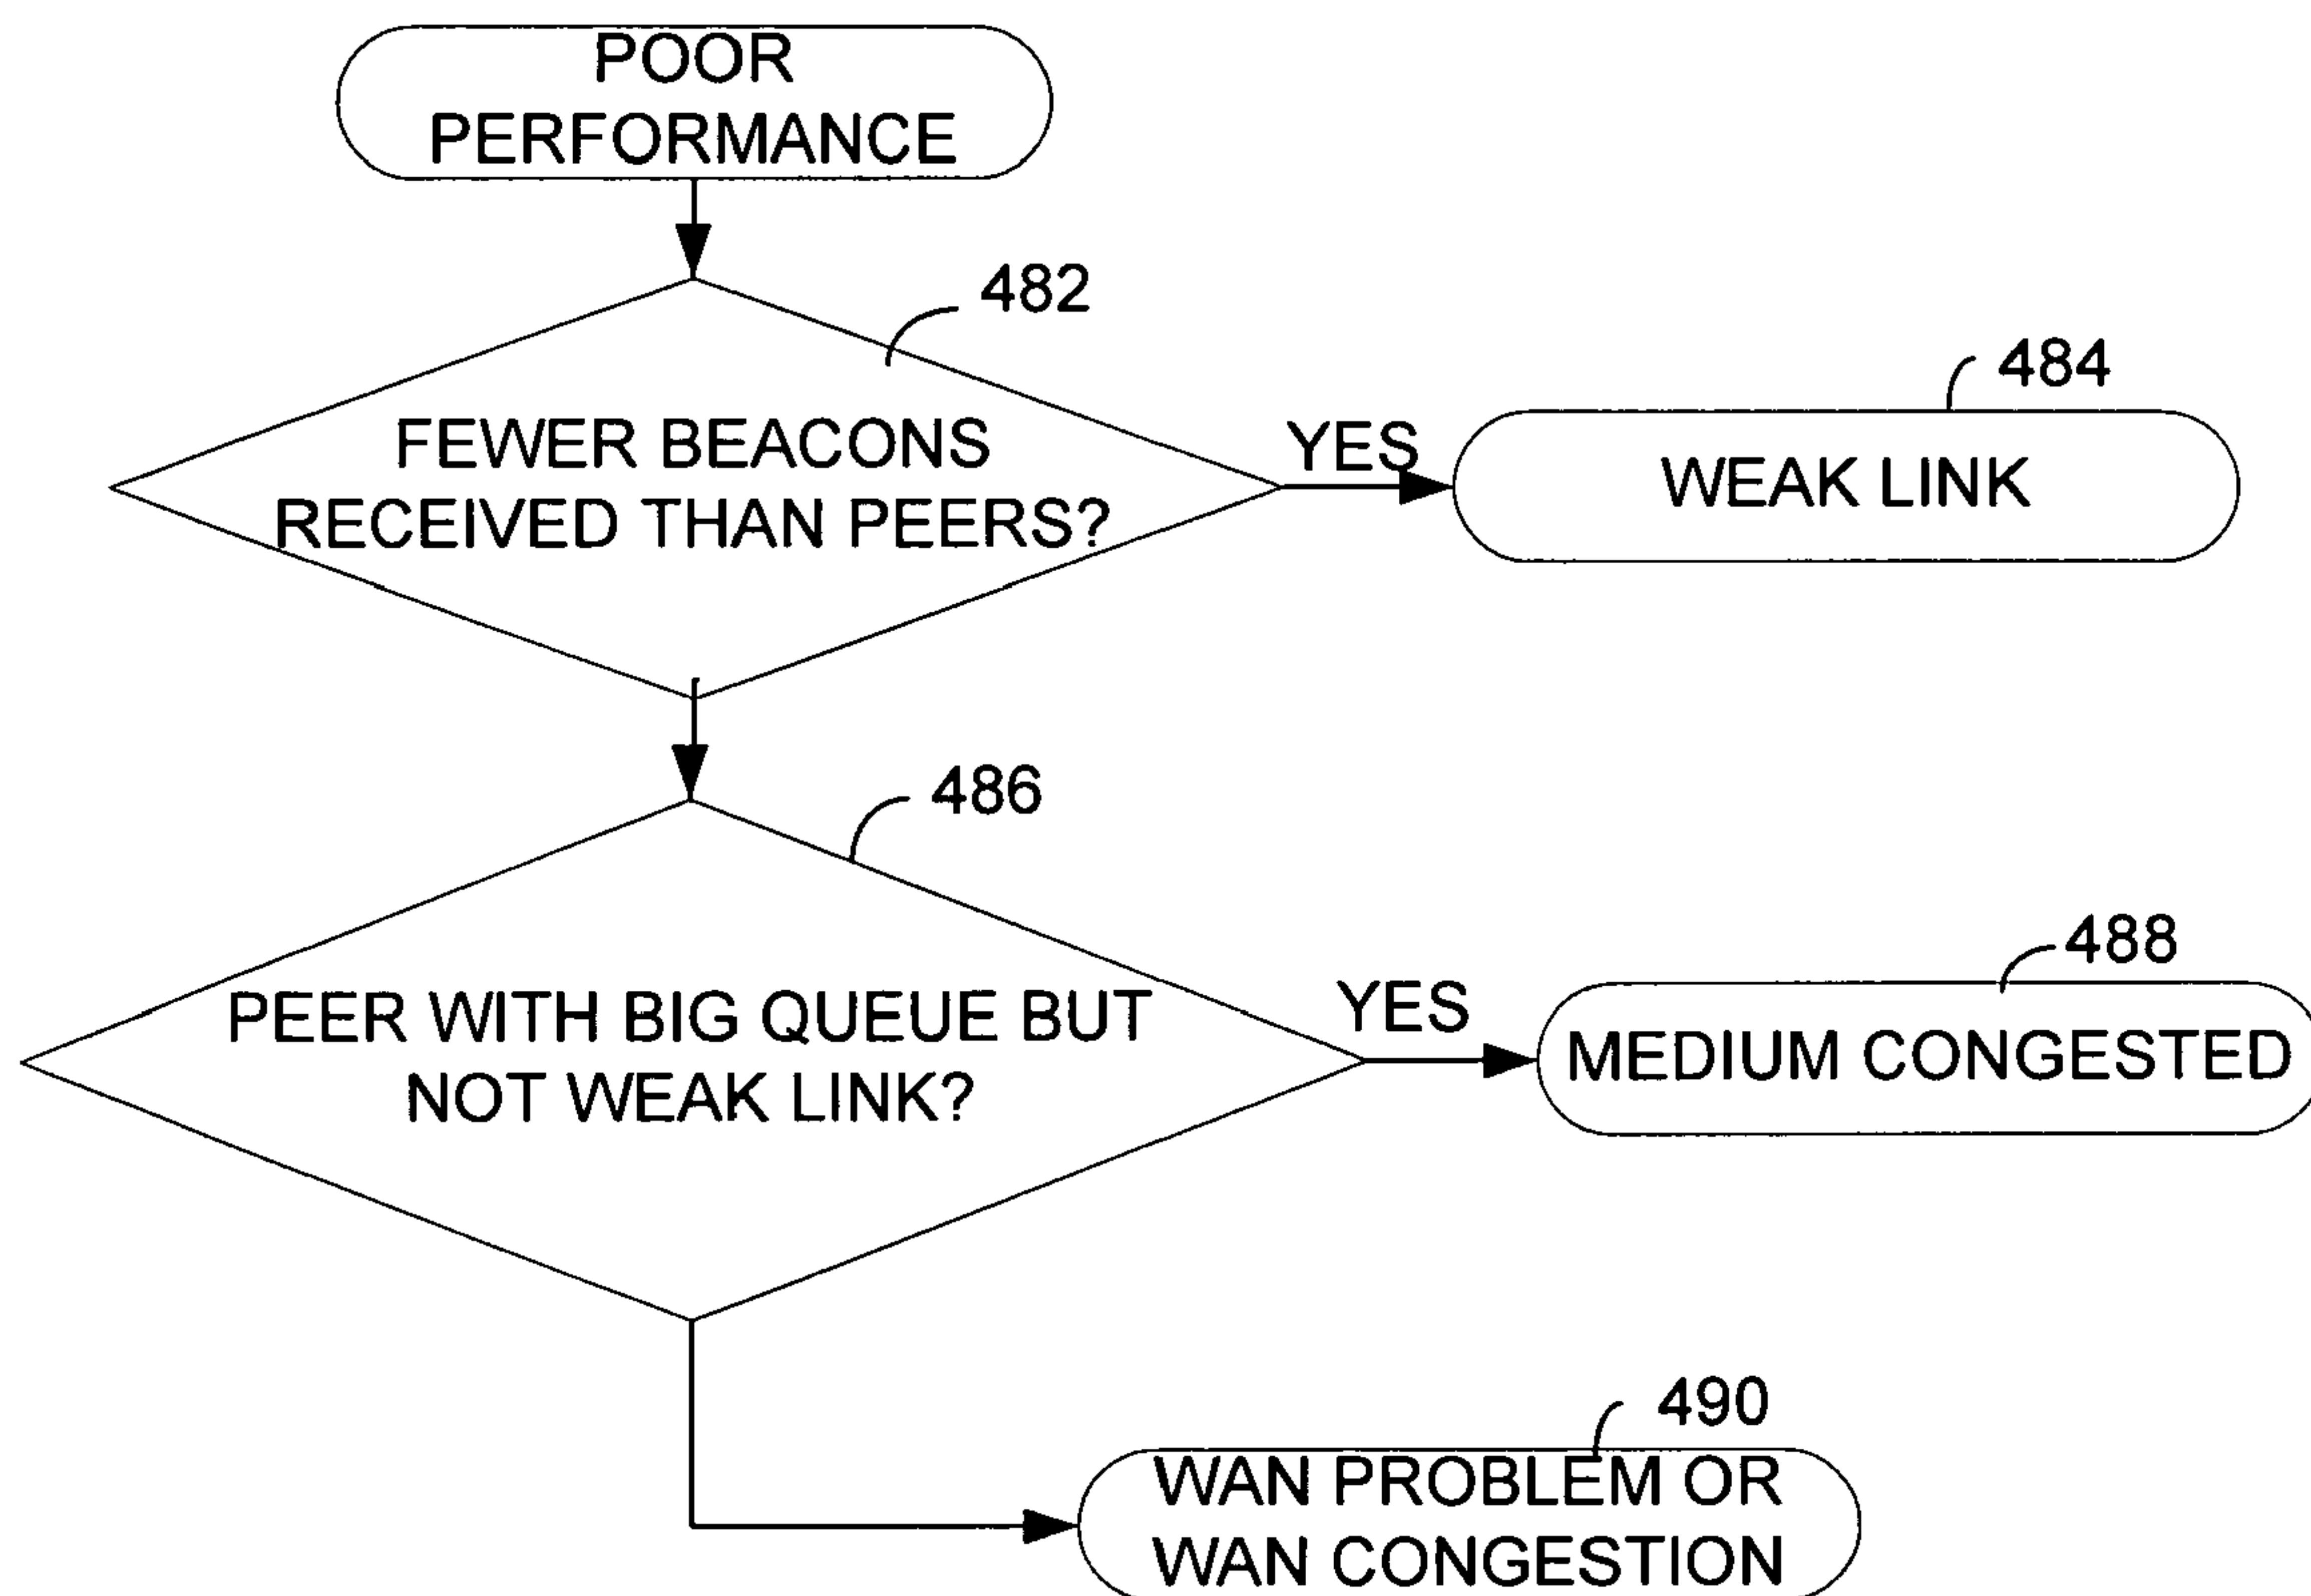 POOR
PERFORMANCE
482
FEWER BEACONS
RECEIVED THAN PEERS?
YES
484
WEAK LINK
486
PEER WITH BIG QUEUE BUT
NOT WEAK LINK?
YES
488
MEDIUM CONGESTED
490
WAN PROBLEM OR
WAN CONGESTION